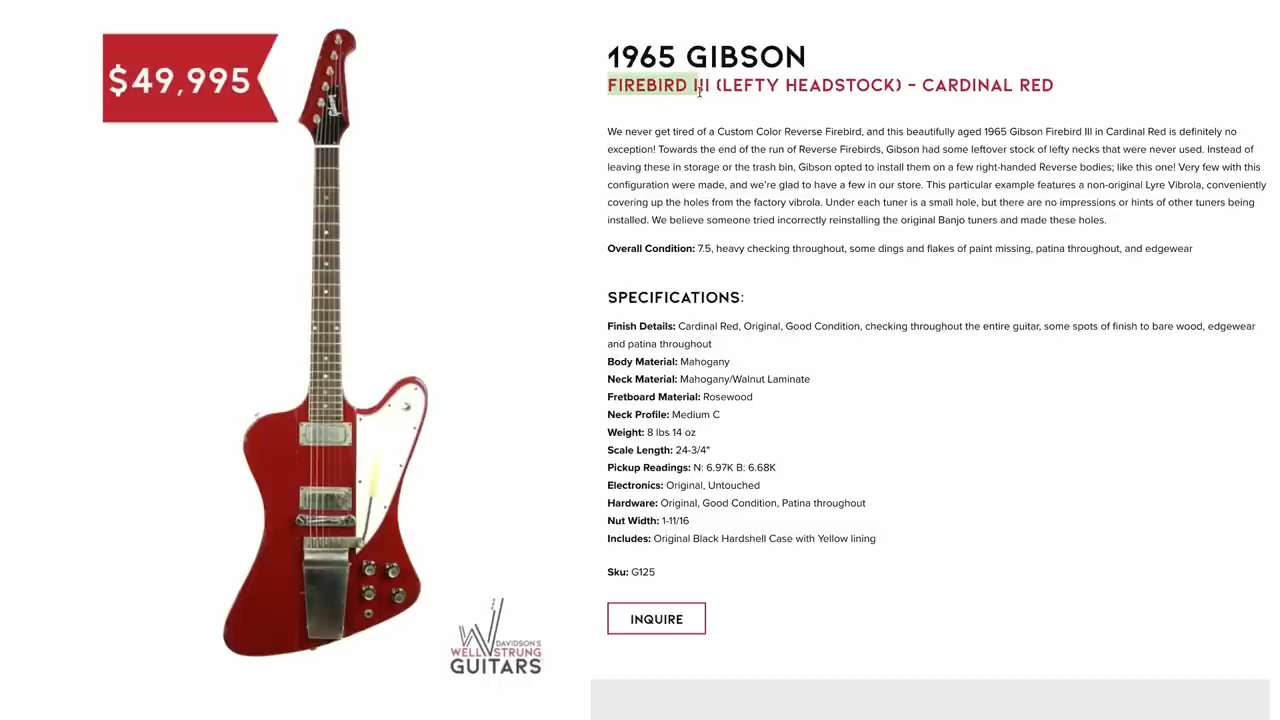 $49,995
Gibson
DAVIDSON'S
WELL STRUNG
GUITARS
1965 GIBSON
FIREBIRD III (LEFTY HEADSTOCK) - CARDINAL RED
We never get tired of a Custom Color Reverse Firebird, and this beautifully aged 1965 Gibson Firebird III in Cardinal Red is definitely no
exception! Towards the end of the run of Reverse Firebirds, Gibson had some leftover stock of lefty necks that were never used. Instead of
leaving these in storage or the trash bin, Gibson opted to install them on a few right-handed Reverse bodies; like this one! Very few with this
configuration were made, and we're glad to have a few in our store. This particular example features a non-original Lyre Vibrola, conveniently
covering up the holes from the factory vibrola. Under each tuner is a small hole, but there are no impressions or hints of other tuners being
installed. We believe someone tried incorrectly reinstalling the original Banjo tuners and made these holes.
Overall Condition: 7.5, heavy checking throughout, some dings and flakes of paint missing, patina throughout, and edgewear
SPECIFICATIONS:
Finish Details: Cardinal Red, Original, Good Condition, checking throughout the entire guitar, some spots of finish to bare wood, edgewear
and patina throughout
Body Material: Mahogany
Neck Material: Mahogany/Walnut Laminate
Fretboard Material: Rosewood
Neck Profile: Medium C
Weight: 8 lbs 14 oz
Scale Length: 24-3/4"
Pickup Readings: N: 6.97K B: 6.68K
Electronics: Original, Untouched
Hardware: Original, Good Condition, Patina throughout
Nut Width: 1-11/16
Includes: Original Black Hardshell Case with Yellow lining
Sku: G125
INQUIRE